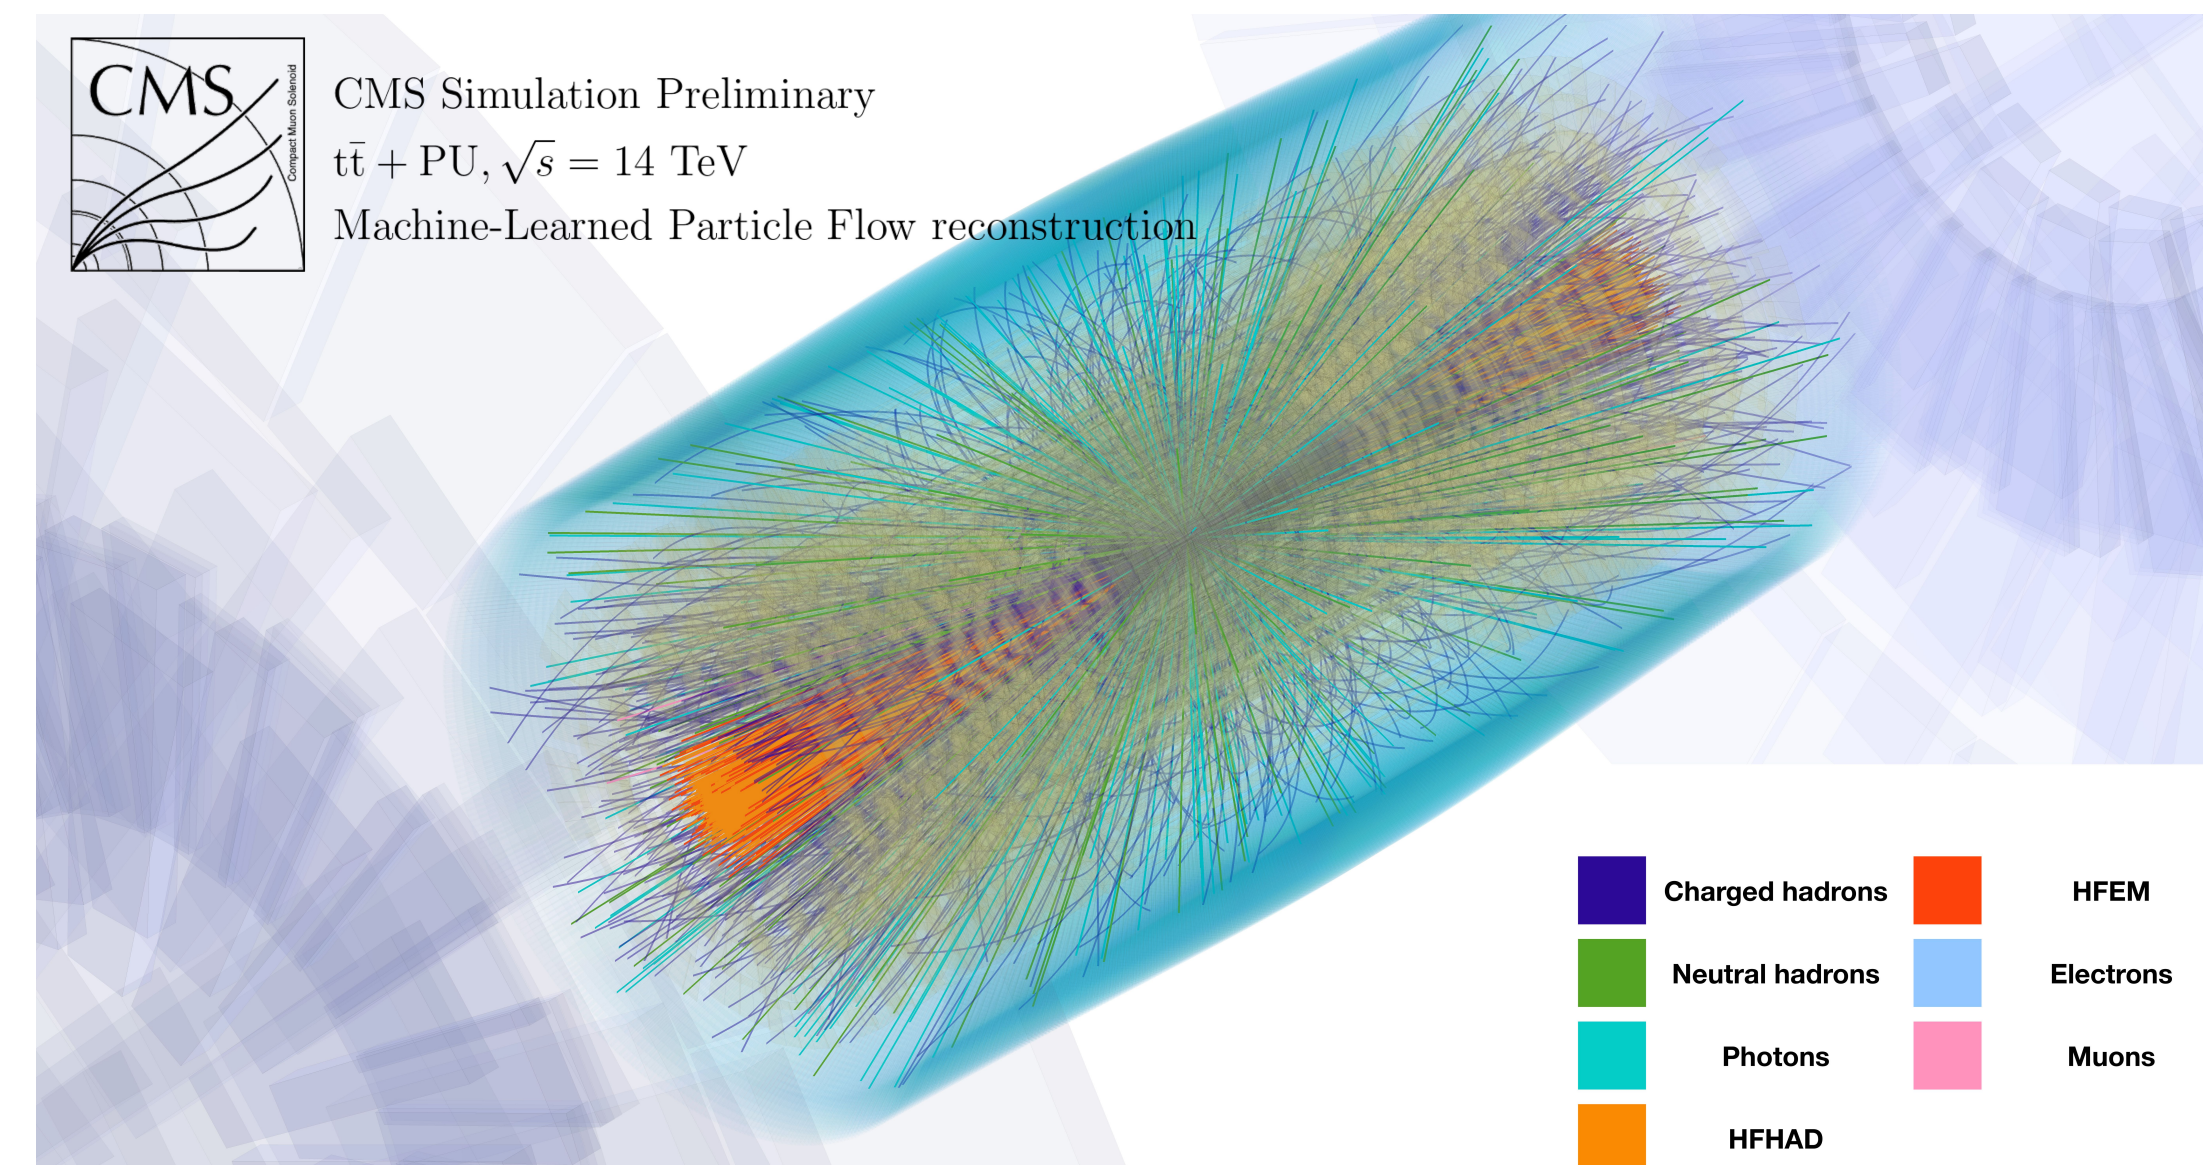 CMS
Compact Muon Solenoid
CMS Simulation Preliminary
tt̄ + PU, √s = 14 TeV
Machine-Learned Particle Flow reconstruction
Charged hadrons
HFEM
Neutral hadrons
Electrons
Photons
Muons
HFHAD